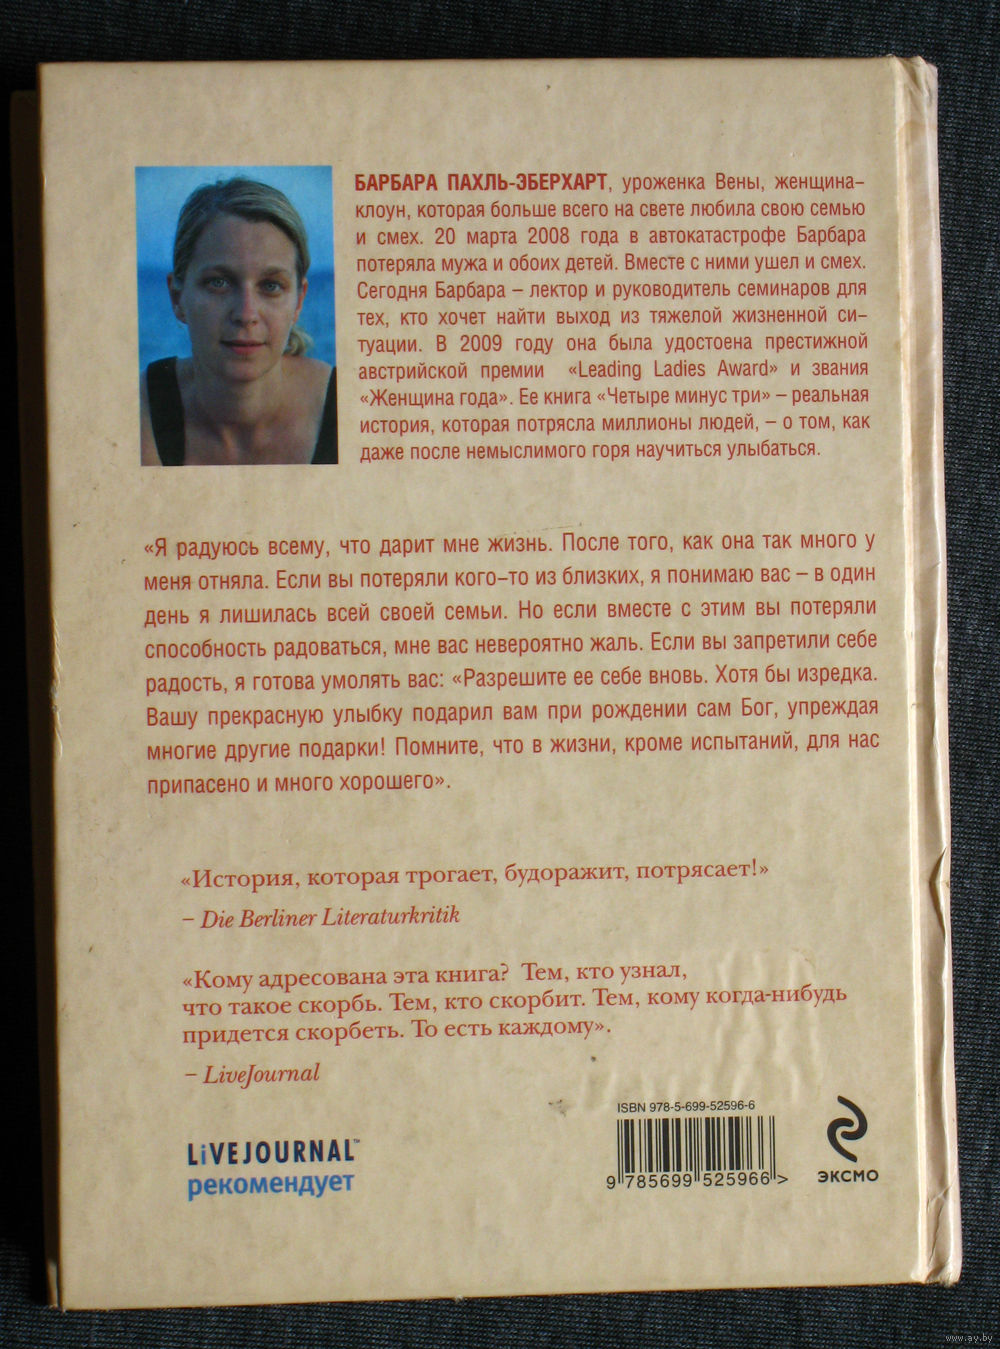 БАРБАРА ПАХЛЬ-ЭБЕРХАРТ, уроженка Вены, женщина-
клоун, которая больше всего на свете любила свою семью
и смех. 20 марта 2008 года в автокатастрофе Барбара
потеряла мужа и обоих детей. Вместе с ними ушел и смех.
Сегодня Барбара – лектор и руководитель семинаров для
тех, кто хочет найти выход из тяжелой жизненной си-
туации. В 2009 году она была удостоена престижной
австрийской премии «Leading Ladies Award» и звания
«Женщина года». Ее книга «Четыре минус три» – реальная
история, которая потрясла миллионы людей, – о том, как
даже после немыслимого горя научиться улыбаться.
«Я радуюсь всему, что дарит мне жизнь. После того, как она так много у
меня отняла. Если вы потеряли кого-то из близких, я понимаю вас – в один
день я лишилась всей своей семьи. Но если вместе с этим вы потеряли
способность радоваться, мне вас невероятно жаль. Если вы запретили себе
радость, я готова умолять вас: «Разрешите ее себе вновь. Хотя бы изредка.
Вашу прекрасную улыбку подарил вам при рождении сам Бог, упреждая
многие другие подарки! Помните, что в жизни, кроме испытаний, для нас
припасено и много хорошего».
«История, которая трогает, будоражит, потрясает!»
– Die Berliner Literaturkritik
«Кому адресована эта книга? Тем, кто узнал,
что такое скорбь. Тем, кто скорбит. Тем, кому когда-нибудь
придется скорбеть. То есть каждому».
– LiveJournal
ISBN 978-5-699-52596-6
9 785699 525966 >
ЭКСМО
LiVEJOURNAL™
рекомендует
www.ay.by